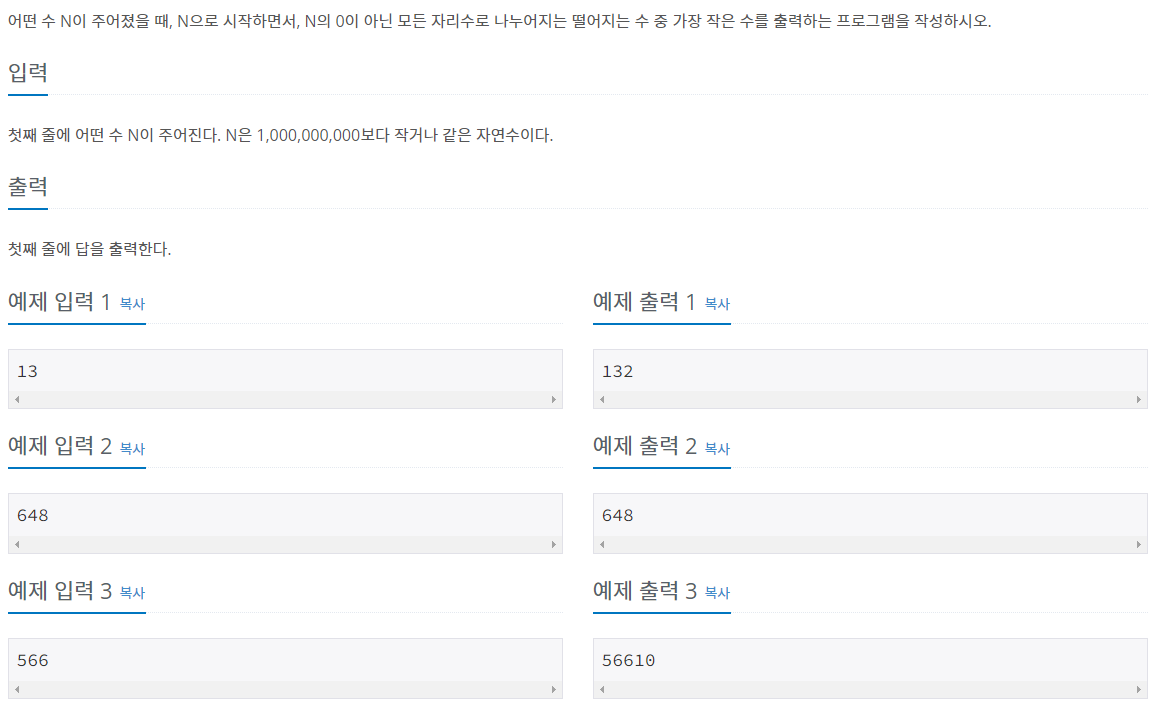 어떤 수 N이 주어졌을 때, N으로 시작하면서, N의 0이 아닌 모든 자리수로 나누어지는 떨어지는 수 중 가장 작은 수를 출력하는 프로그램을 작성하시오.
입력
첫째 줄에 어떤 수 N이 주어진다. N은 1,000,000,000보다 작거나 같은 자연수이다.
출력
첫째 줄에 답을 출력한다.
예제 입력 1 복사
13
예제 출력 1 복사
132
예제 입력 2 복사
648
예제 출력 2 복사
648
예제 입력 3 복사
566
예제 출력 3 복사
56610